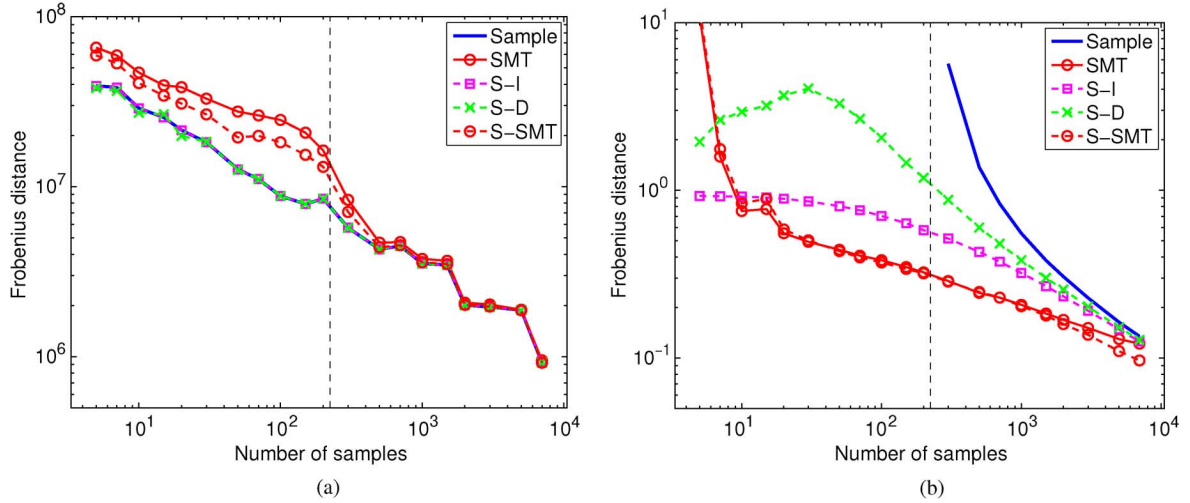 10^8
10^7
10^6
Frobenius distance
Sample
SMT
S-I
S-D
S-SMT
10^1
10^2
10^3
10^4
Number of samples
(a)
10^1
10^0
10^-1
Frobenius distance
Sample
SMT
S-I
S-D
S-SMT
10^1
10^2
10^3
10^4
Number of samples
(b)